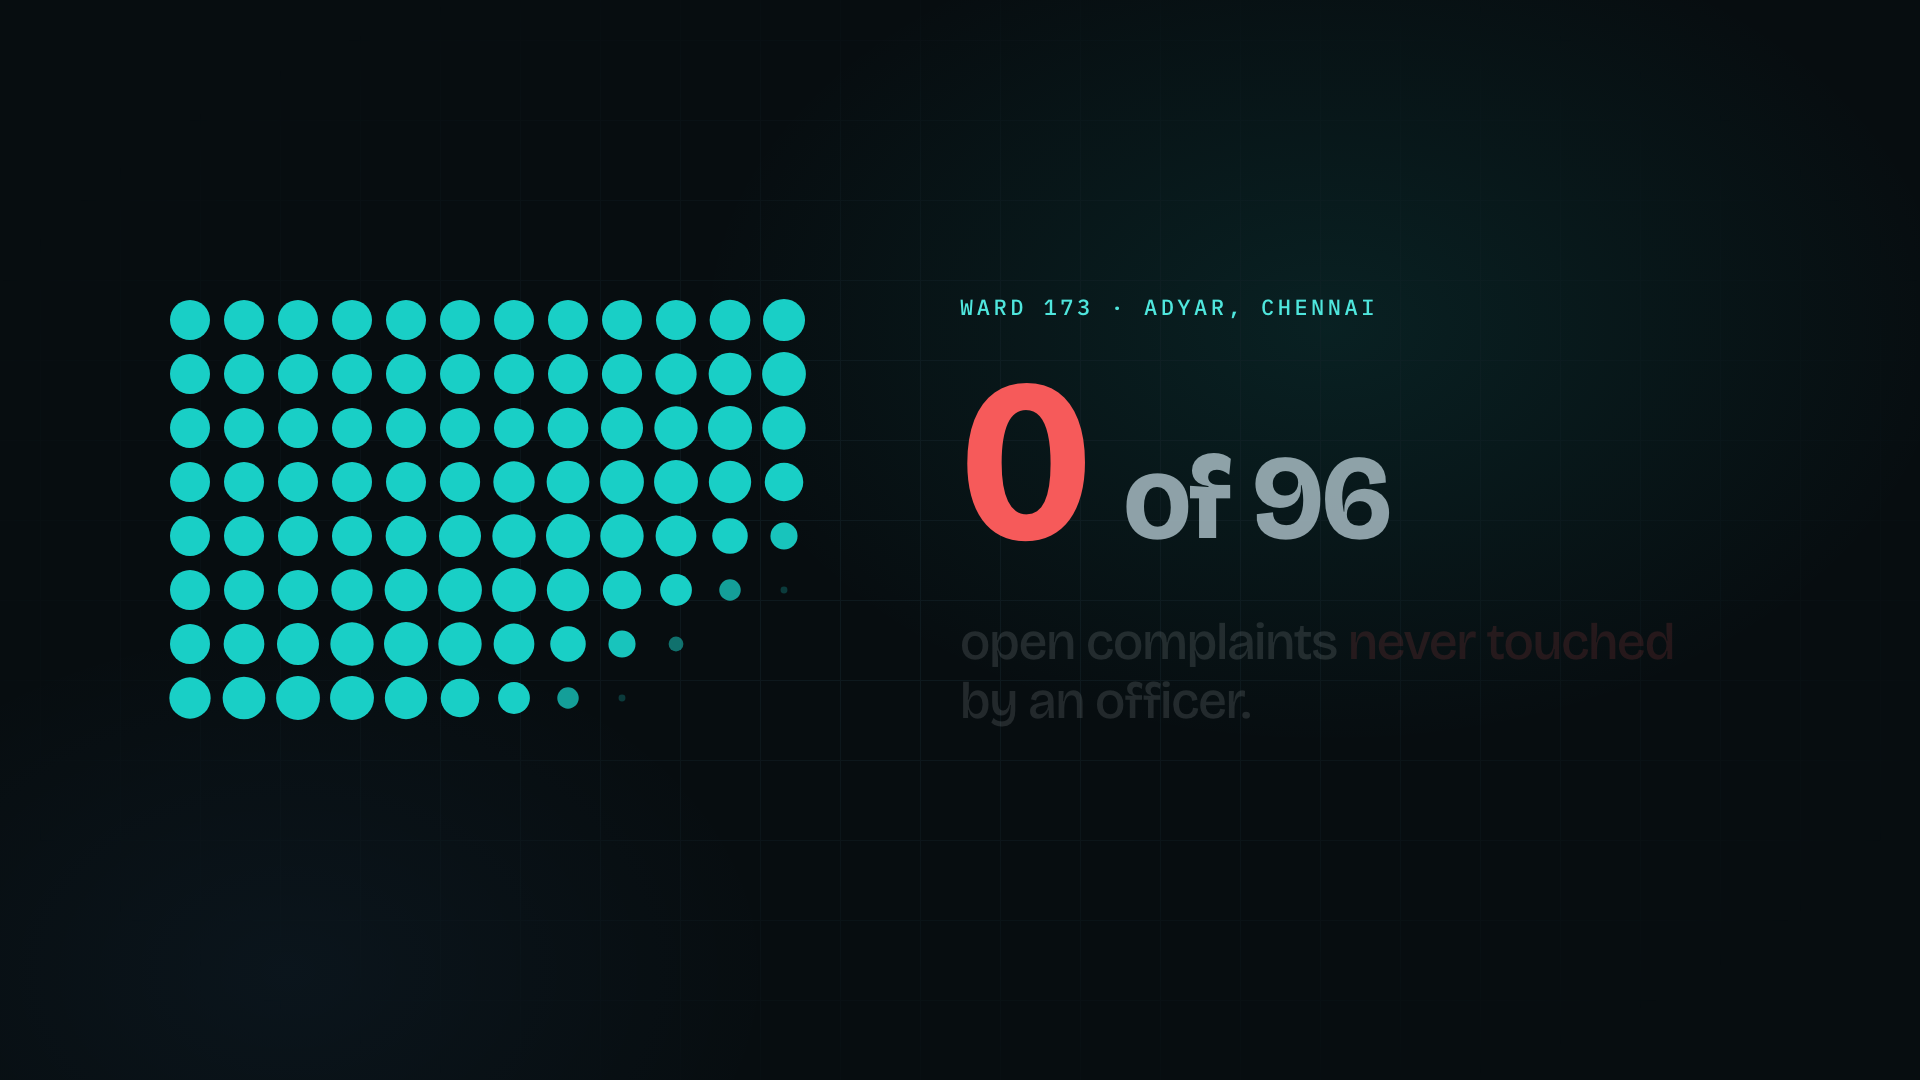 WARD 173 · ADYAR, CHENNAI
0 of 96
open complaints never touched
by an officer.